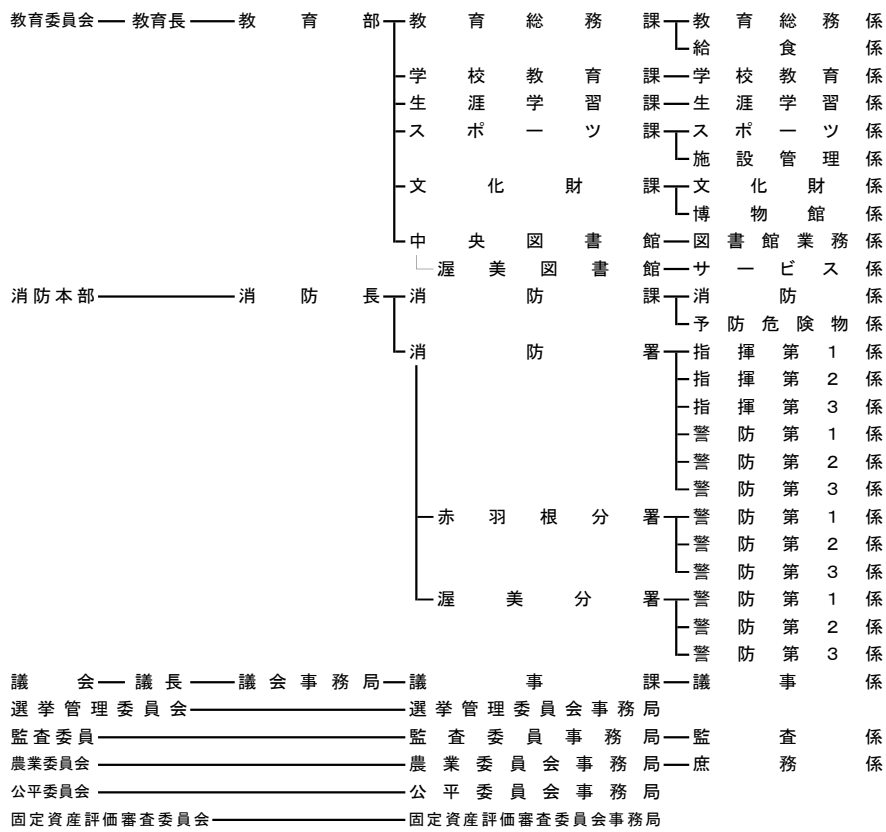 教育委員会 教育長 教育部 教育総務課 教育総務係
給食係
学校教育課 学校教育係
生涯学習課 生涯学習係
スポーツ課 スポーツ係
施設管理係
文化財課 文化財係
博物館係
中央図書館 図書館業務係
渥美図書館 サービス係
消防本部 消防長 消防課 消防係
予防危険物係
消防署 指揮第1係
指揮第2係
指揮第3係
警防第1係
警防第2係
警防第3係
赤羽根分署 警防第1係
警防第2係
警防第3係
渥美分署 警防第1係
警防第2係
警防第3係
議会 議長 議会事務局 議事課 議事係
選挙管理委員会 選挙管理委員会事務局
監査委員 監査委員事務局 監査係
農業委員会 農業委員会事務局 庶務係
公平委員会 公平委員会事務局
固定資産評価審査委員会 固定資産評価審査委員会事務局